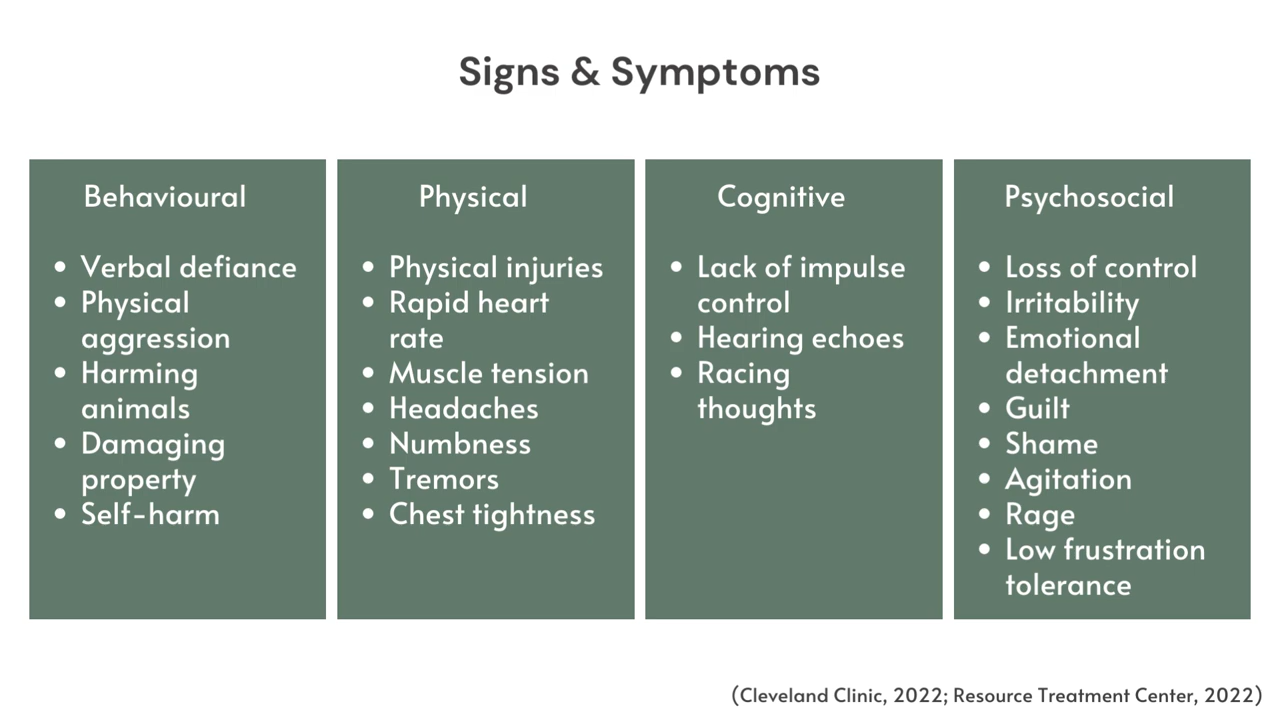 Signs & Symptoms
Behavioural
• Verbal defiance
• Physical
aggression
• Harming
animals
• Damaging
property
• Self-harm
Physical
• Physical injuries
• Rapid heart
rate
• Muscle tension
• Headaches
• Numbness
• Tremors
• Chest tightness
Cognitive
• Lack of impulse
control
• Hearing echoes
• Racing
thoughts
Psychosocial
• Loss of control
• Irritability
• Emotional
detachment
• Guilt
• Shame
• Agitation
• Rage
• Low frustration
tolerance
(Cleveland Clinic, 2022; Resource Treatment Center, 2022)